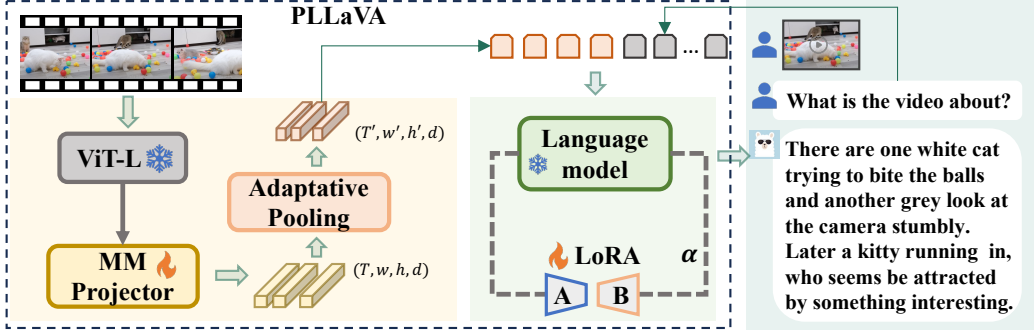 PLLaVA
ViT-L
MM
Projector
(T, w, h, d)
Adaptative
Pooling
(T′, w′, h′, d)
...
Language
model
LoRA
α
A
B
What is the video about?
There are one white cat
trying to bite the balls
and another grey look at
the camera stumbly.
Later a kitty running in,
who seems be attracted
by something interesting.